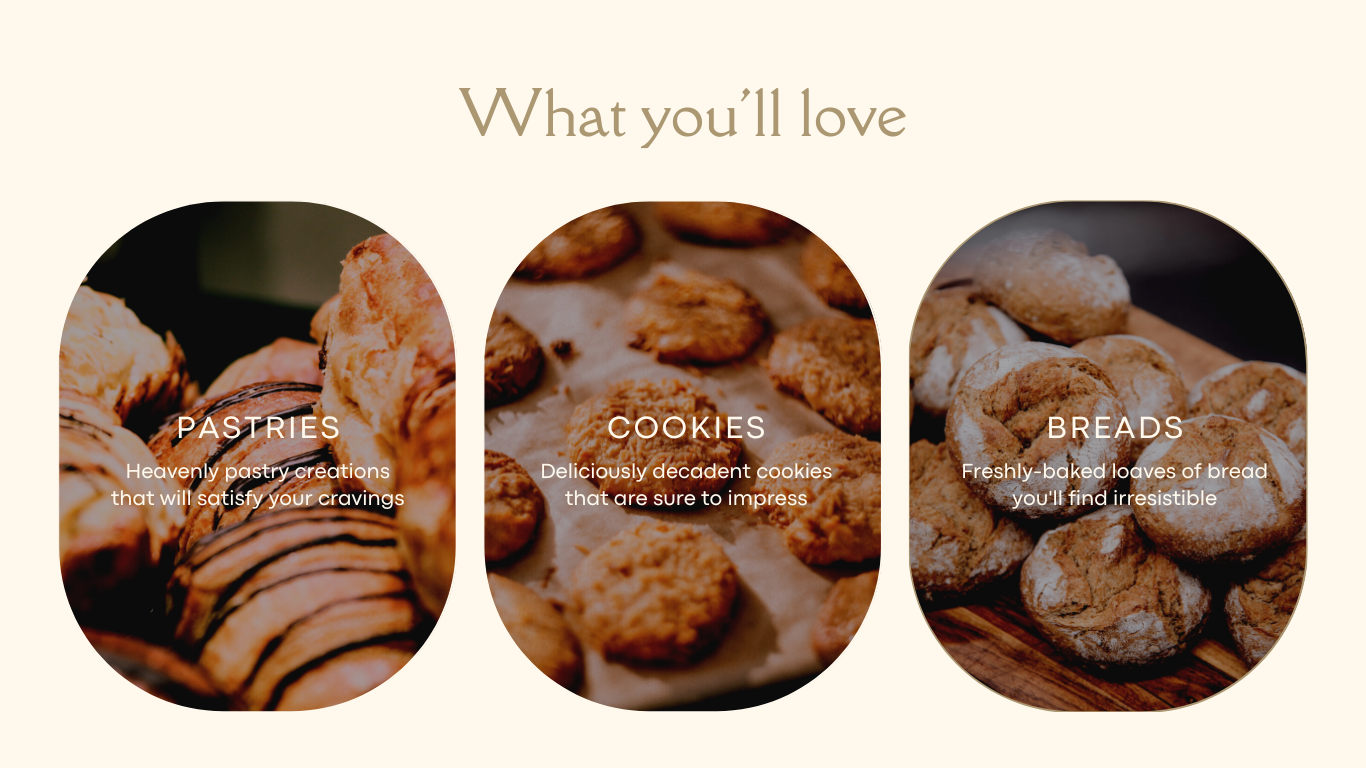 What you’ll love
PASTRIES
Heavenly pastry creations
that will satisfy your cravings
COOKIES
Deliciously decadent cookies
that are sure to impress
BREADS
Freshly-baked loaves of bread
you'll find irresistible